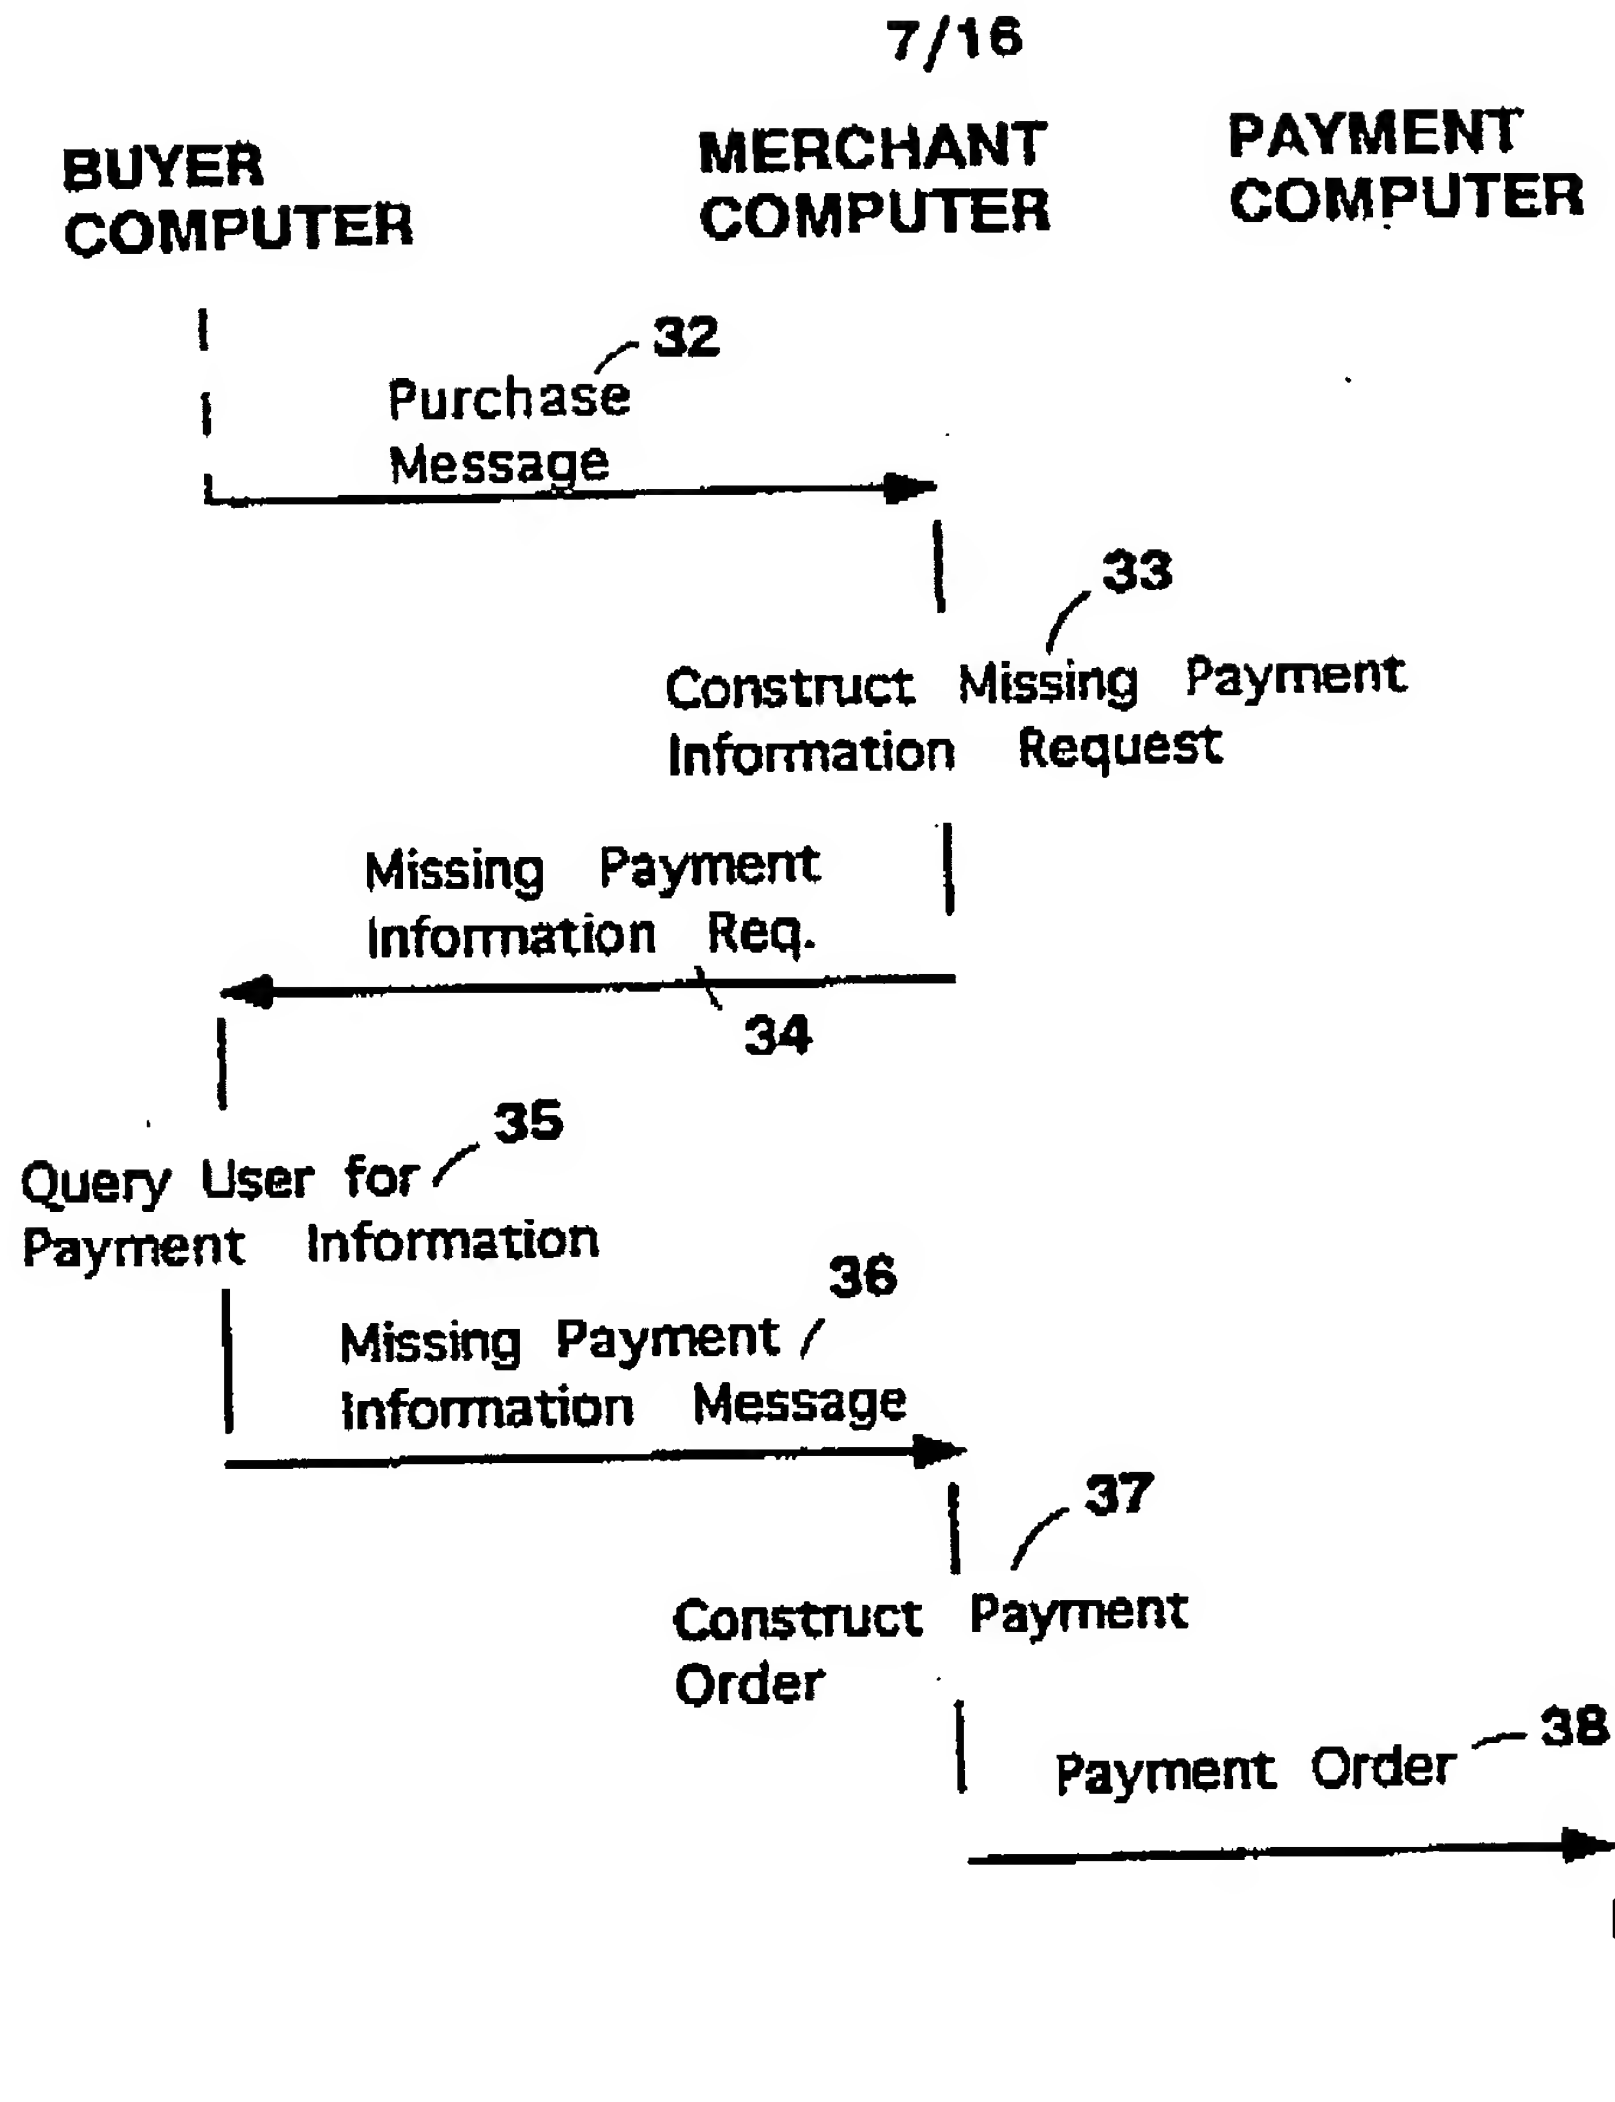 7/16
BUYER
COMPUTER
MERCHANT
COMPUTER
PAYMENT
COMPUTER
32
Purchase
Message
33
Construct Missing Payment
Information Request
Missing Payment
Information Req.
34
35
Query User for
Payment Information
36
Missing Payment
Information Message
37
Construct Payment
Order
38
Payment Order